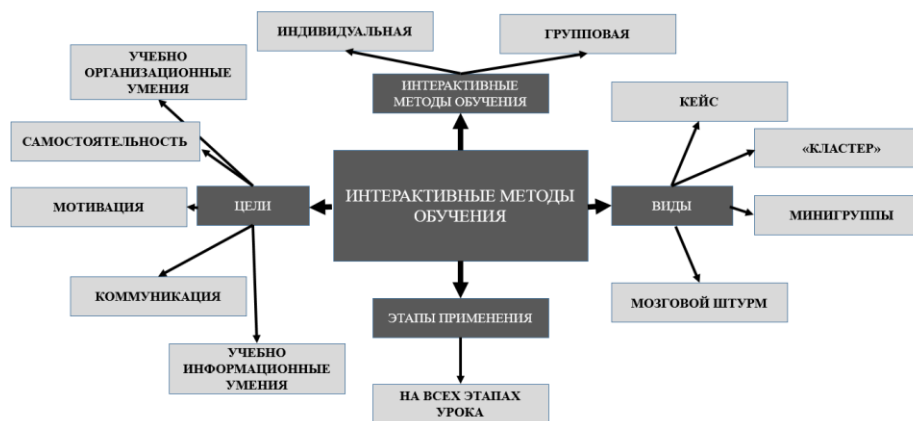 ИНДИВИДУАЛЬНАЯ
ГРУППОВАЯ
УЧЕБНО
ОРГАНИЗАЦИОННЫЕ
УМЕНИЯ
ИНТЕРАКТИВНЫЕ
МЕТОДЫ ОБУЧЕНИЯ
КЕЙС
САМОСТОЯТЕЛЬНОСТЬ
«КЛАСТЕР»
МОТИВАЦИЯ
ЦЕЛИ
ИНТЕРАКТИВНЫЕ МЕТОДЫ
ОБУЧЕНИЯ
ВИДЫ
МИНИГРУППЫ
КОММУНИКАЦИЯ
МОЗГОВОЙ ШТУРМ
ЭТАПЫ ПРИМЕНЕНИЯ
УЧЕБНО
ИНФОРМАЦИОННЫЕ
УМЕНИЯ
НА ВСЕХ ЭТАПАХ
УРОКА